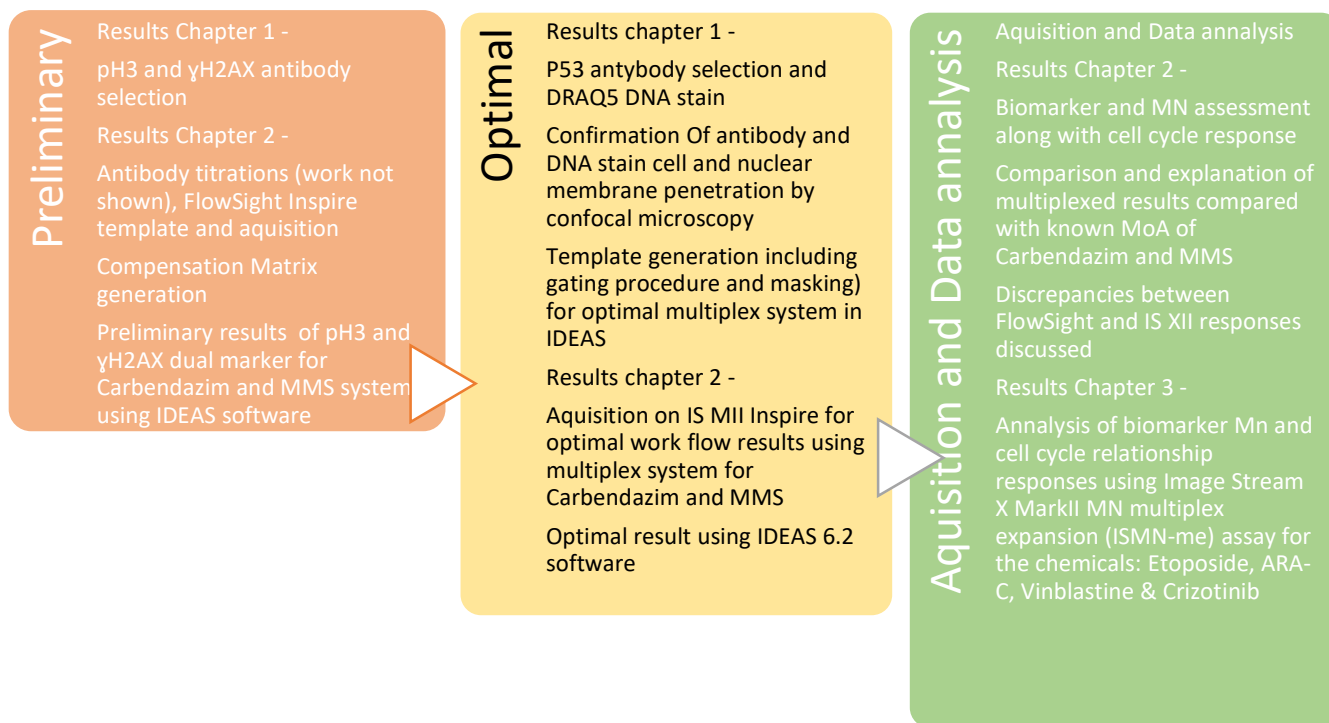 Preliminary
Results Chapter 1 -
pH3 and ɣH2AX antibody
selection
Results Chapter 2 -
Antibody titrations (work not
shown), FlowSight Inspire
template and aquisition
Compensation Matrix
generation
Preliminary results of pH3 and
ɣH2AX dual marker for
Carbendazim and MMS system
using IDEAS software
Optimal
Results chapter 1 -
P53 antybody selection and
DRAQ5 DNA stain
Confirmation Of antibody and
DNA stain cell and nuclear
membrane penetration by
confocal microscopy
Template generation including
gating procedure and masking)
for optimal multiplex system in
IDEAS
Results chapter 2 -
Aquisition on IS MII Inspire for
optimal work flow results using
multiplex system for
Carbendazim and MMS
Optimal result using IDEAS 6.2
software
Aquisition and Data annalysis
Aquisition and Data annalysis
Results Chapter 2 -
Biomarker and MN assessment
along with cell cycle response
Comparison and explanation of
multiplexed results compared
with known MoA of
Carbendazim and MMS
Discrepancies between
FlowSight and IS XII responses
discussed
Results Chapter 3 -
Annalysis of biomarker Mn and
cell cycle relationship
responses using Image Stream
X MarkII MN multiplex
expansion (ISMN-me) assay for
the chemicals: Etoposide, ARA-
C, Vinblastine & Crizotinib